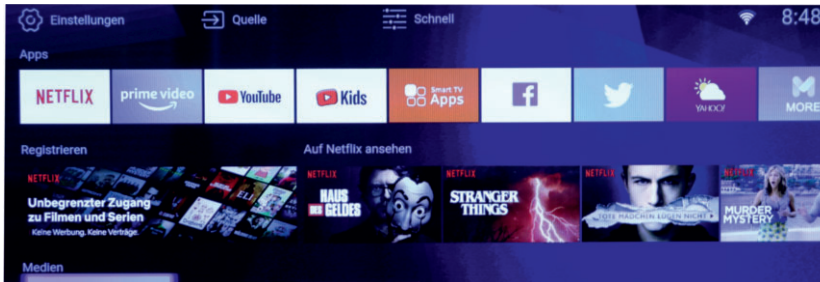 Einstellungen
Quelle
Schnell
8:48
Apps
NETFLIX
prime video
YouTube
Kids
Smart TV
Apps
YAHOO!
MORE
Registrieren
Auf Netflix ansehen
NETFLIX
Unbegrenzter Zugang
zu Filmen und Serien
Keine Werbung. Keine Verträge.
NETFLIX
HAUS
DES GELDES
NETFLIX
STRANGER
THINGS
NETFLIX
TOTE MÄDCHEN LÜGEN NICHT
NETFLIX
MURDER
MYSTERY
Medien